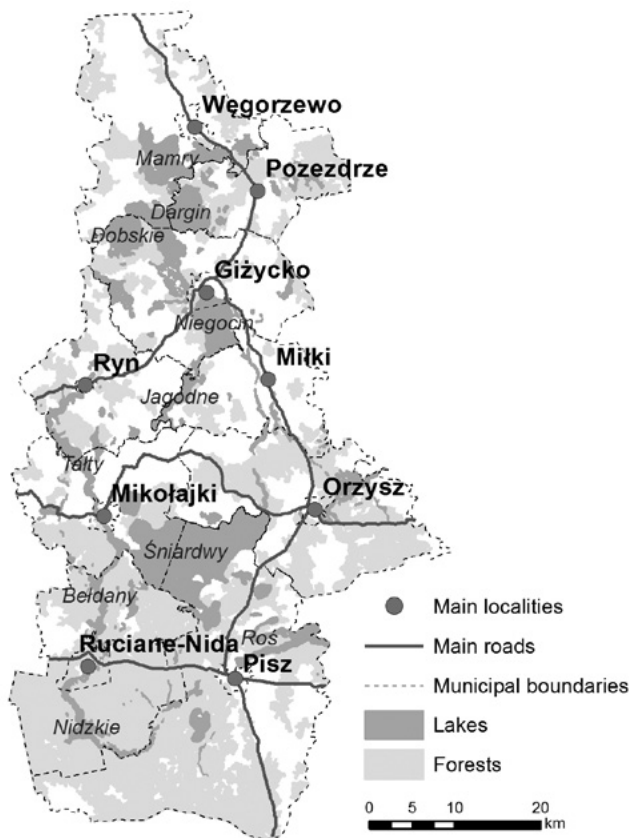 Węgorzewo
Mamry
Pozezdrze
Dargin
Dobskie
Giżycko
Niegocin
Ryn
Miłki
Jagodne
Tałty
Mikołajki
Orzysz
Śniardwy
Bełdany
Main localities
Ruciane-Nida
Roś
Main roads
Pisz
Municipal boundaries
Nidzkie
Lakes
Forests
0 5 10 20
km